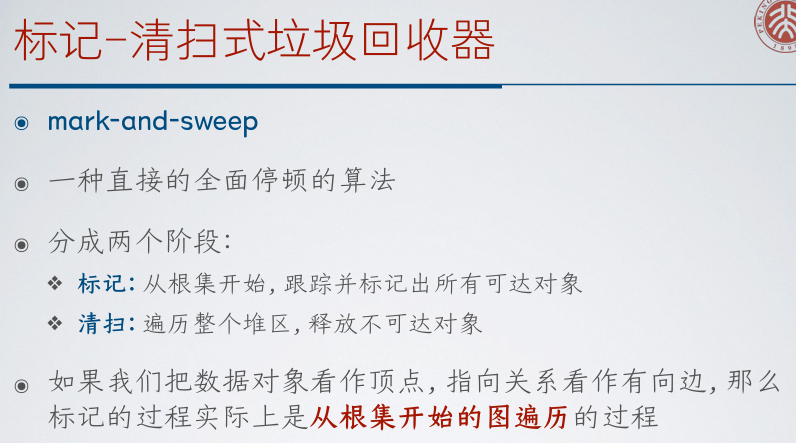 标记-清扫式垃圾回收器
mark-and-sweep
一种直接的全面停顿的算法
分成两个阶段：
标记：从根集开始，跟踪并标记出所有可达对象
清扫：遍历整个堆区，释放不可达对象
如果我们把数据对象看作顶点，指向关系看作有向边，那么
标记的过程实际上是从根集开始的图遍历的过程